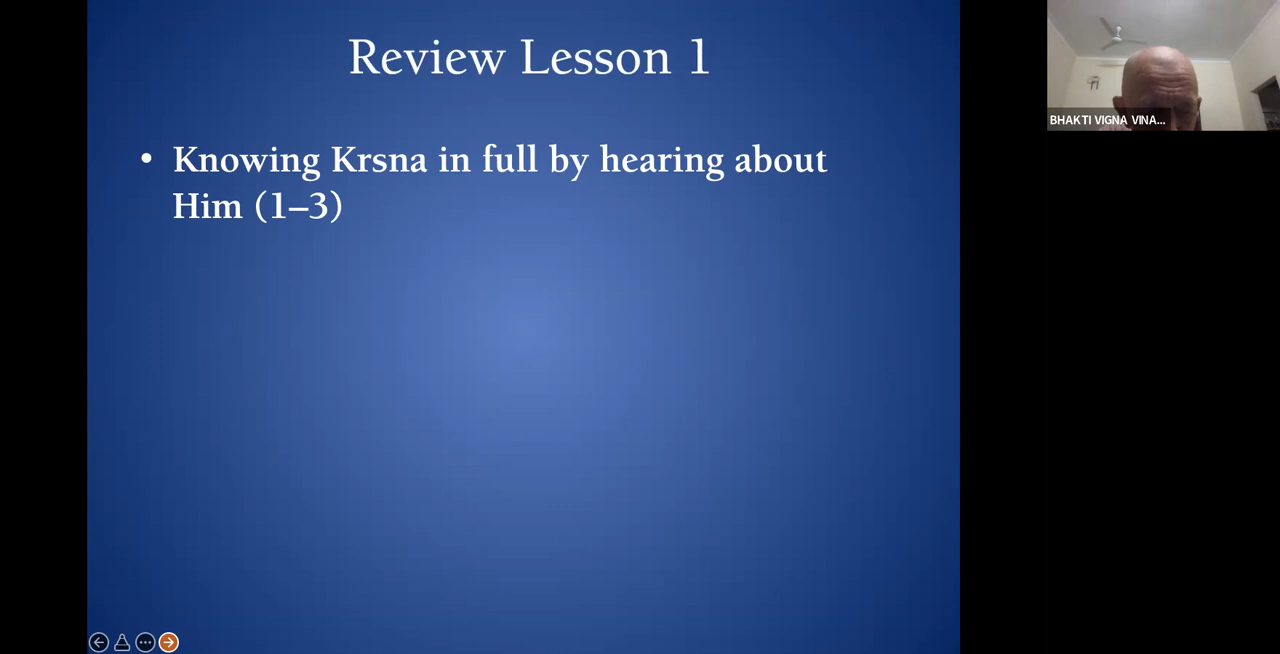 Review Lesson 1
• Knowing Krsna in full by hearing about
Him (1–3)
BHAKTI VIGNA VINA...